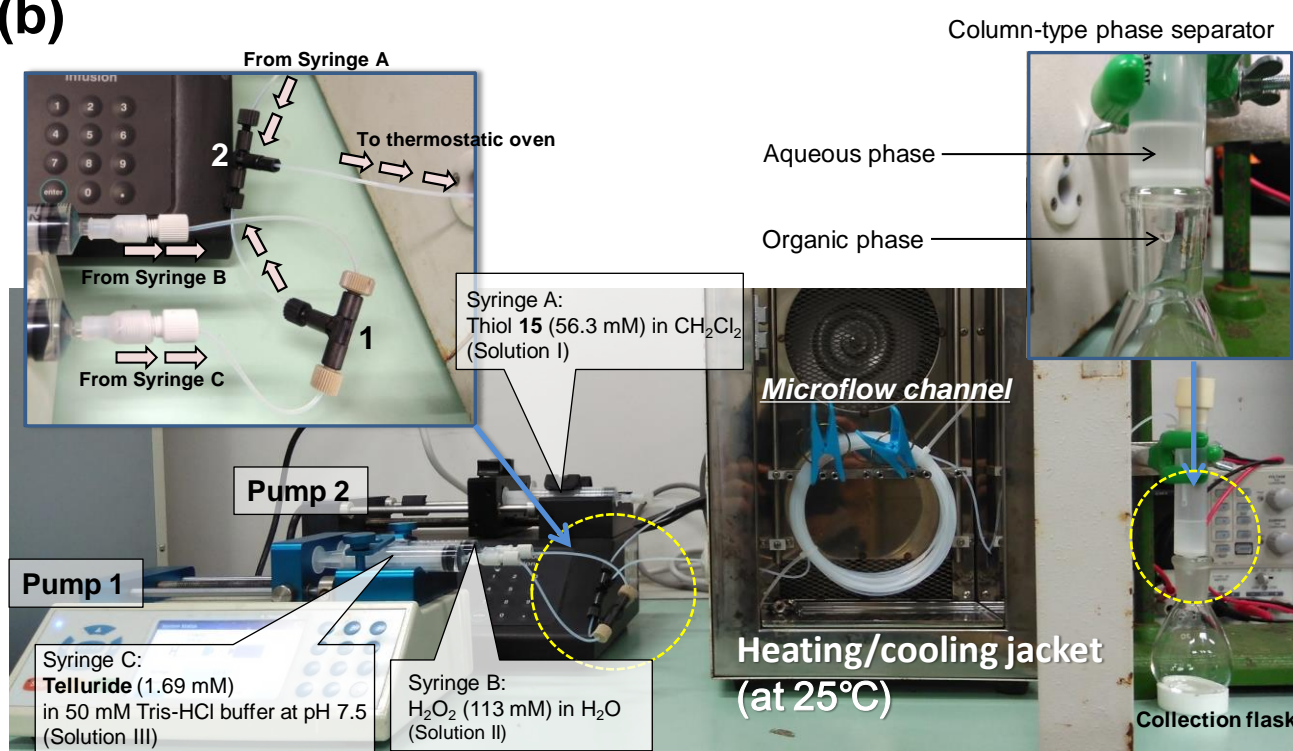 (b)
Column-type phase separator
From Syringe A
Infusion
1 2 3
4 5 6
7 8 9
enter 0 .
2
To thermostatic oven
From Syringe B
1
From Syringe C
Aqueous phase
Organic phase
Syringe A:
Thiol 15 (56.3 mM) in CH₂Cl₂
(Solution I)
Microflow channel
Pump 2
Pump 1
Syringe C:
Telluride (1.69 mM)
in 50 mM Tris-HCl buffer at pH 7.5
(Solution III)
Syringe B:
H₂O₂ (113 mM) in H₂O
(Solution II)
Heating/cooling jacket
(at 25℃)
Collection flask